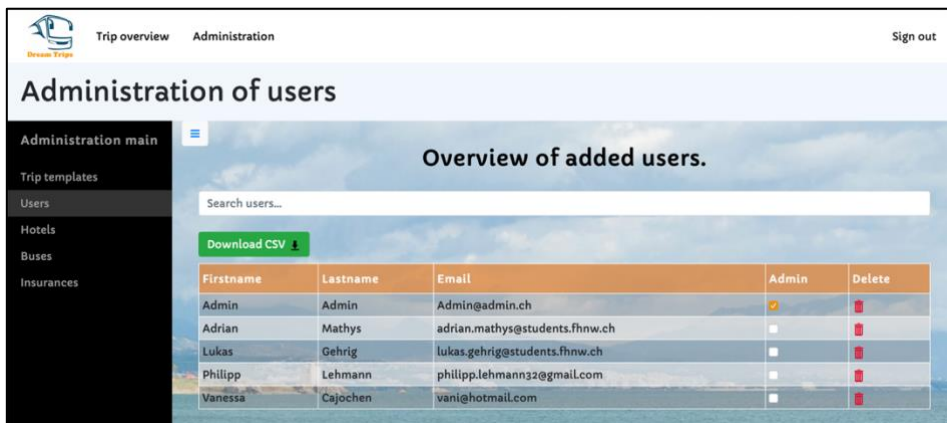 Dream Trips
Trip overview Administration Sign out
Administration of users
Administration main
Trip templates
Users
Hotels
Buses
Insurances
Overview of added users.
Search users...
Download CSV
Firstname Lastname Email Admin Delete
Admin Admin Admin@admin.ch
Adrian Mathys adrian.mathys@students.fhnw.ch
Lukas Gehrig lukas.gehrig@students.fhnw.ch
Philipp Lehmann philipp.lehmann32@gmail.com
Vanessa Cajochen vani@hotmail.com